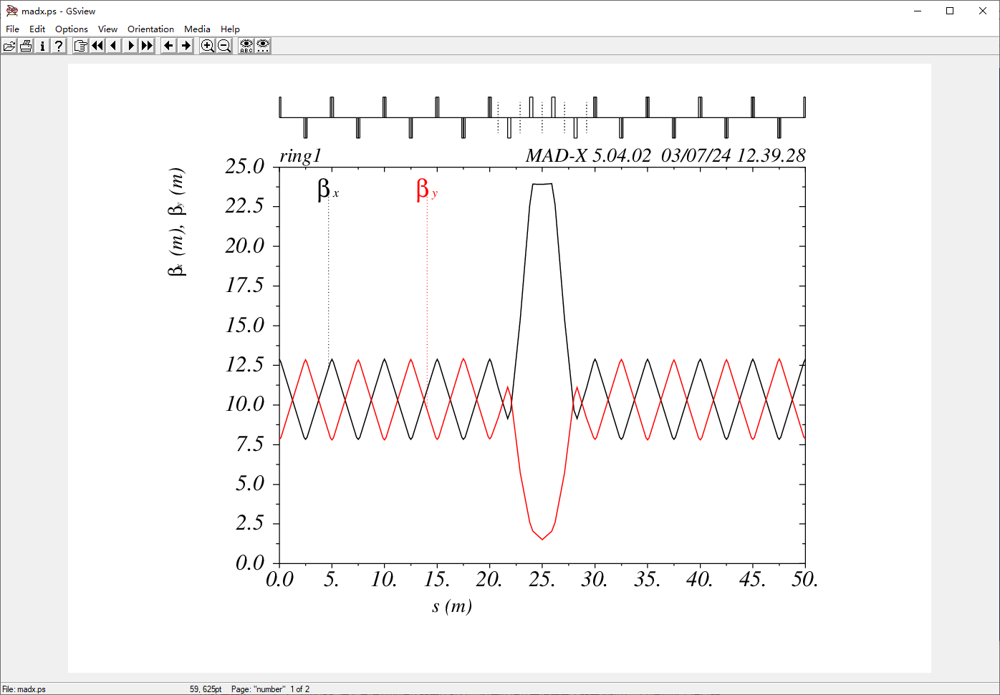 madx.ps - GSview
File Edit Options View Orientation Media Help
i ? ABC
ring1 MAD-X 5.04.02 03/07/24 12.39.28
βx (m), βy (m)
βx βy
25.0
22.5
20.0
17.5
15.0
12.5
10.0
7.5
5.0
2.5
0.0
0.0 5. 10. 15. 20. 25. 30. 35. 40. 45. 50.
s (m)
File: madx.ps 59, 625pt Page: "number" 1 of 2